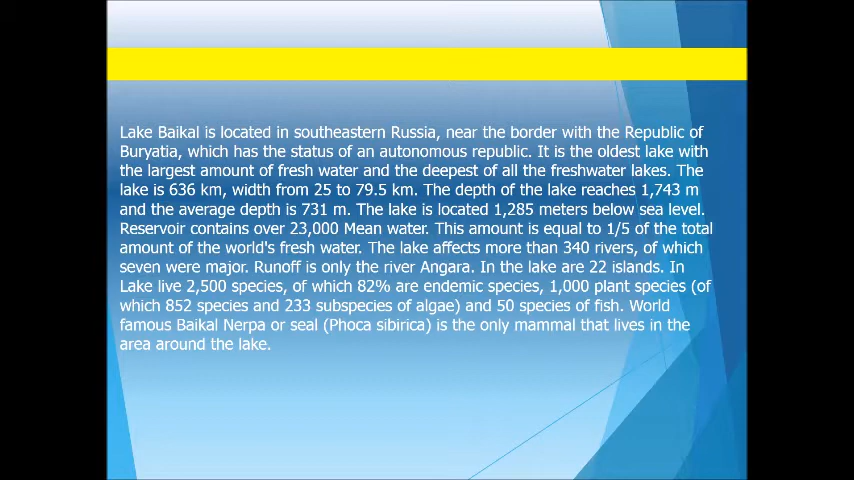 Lake Baikal is located in southeastern Russia, near the border with the Republic of
Buryatia, which has the status of an autonomous republic. It is the oldest lake with
the largest amount of fresh water and the deepest of all the freshwater lakes. The
lake is 636 km, width from 25 to 79.5 km. The depth of the lake reaches 1,743 m
and the average depth is 731 m. The lake is located 1,285 meters below sea level.
Reservoir contains over 23,000 Mean water. This amount is equal to 1/5 of the total
amount of the world's fresh water. The lake affects more than 340 rivers, of which
seven were major. Runoff is only the river Angara. In the lake are 22 islands. In
Lake live 2,500 species, of which 82% are endemic species, 1,000 plant species (of
which 852 species and 233 subspecies of algae) and 50 species of fish. World
famous Baikal Nerpa or seal (Phoca sibirica) is the only mammal that lives in the
area around the lake.